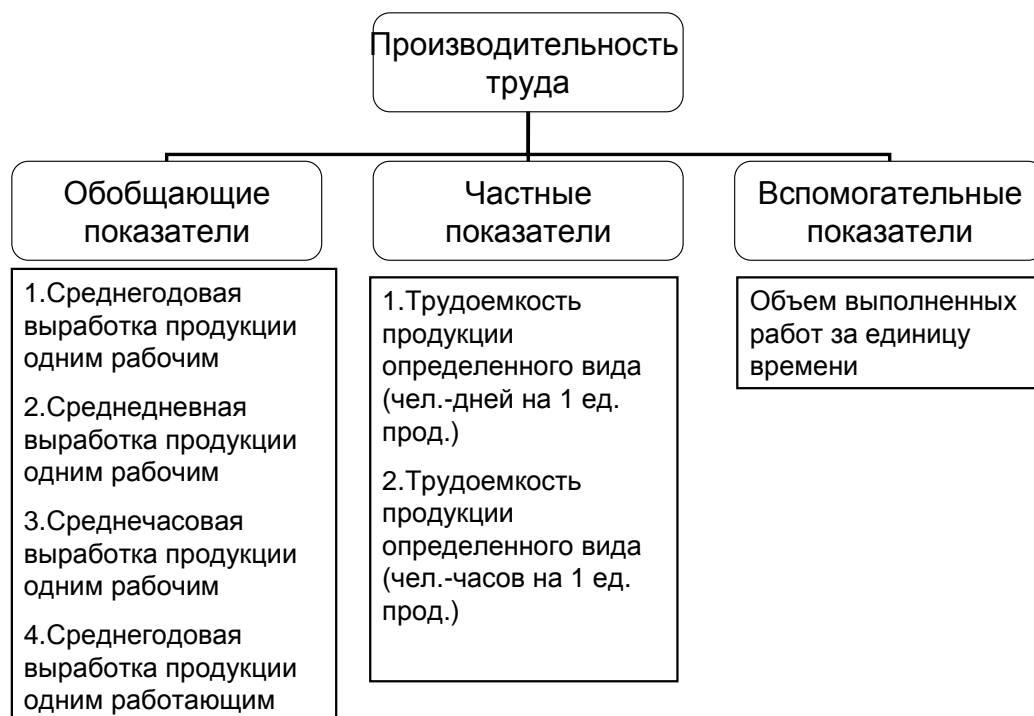 Производительность
труда
Обобщающие
показатели
Частные
показатели
Вспомогательные
показатели
1.Среднегодовая
выработка продукции
одним рабочим
2.Среднедневная
выработка продукции
одним рабочим
3.Среднечасовая
выработка продукции
одним рабочим
4.Среднегодовая
выработка продукции
одним работающим
1.Трудоемкость
продукции
определенного вида
(чел.-дней на 1 ед.
прод.)
2.Трудоемкость
продукции
определенного вида
(чел.-часов на 1 ед.
прод.)
Объем выполненных
работ за единицу
времени